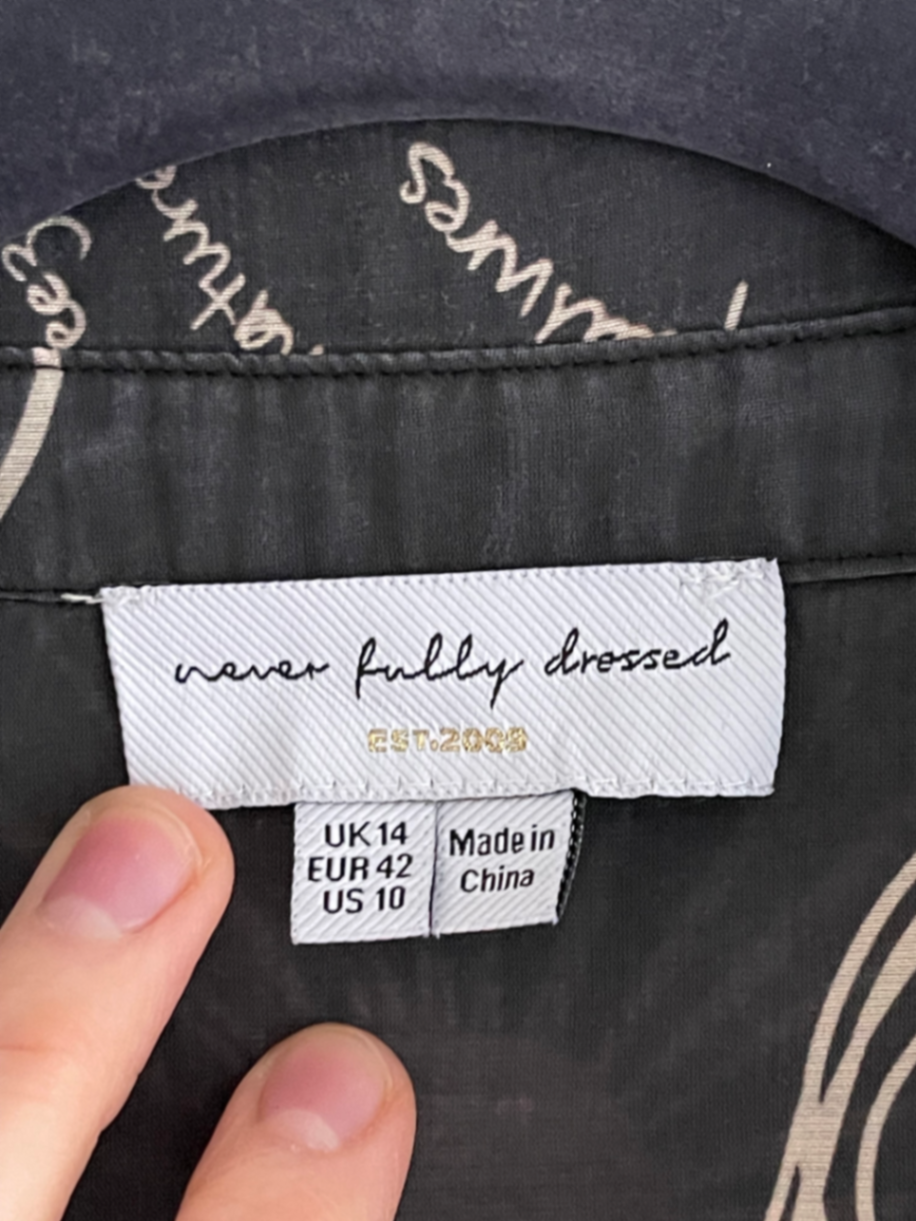 never fully dressed
EST.2009
UK 14
EUR 42
US 10
Made in
China